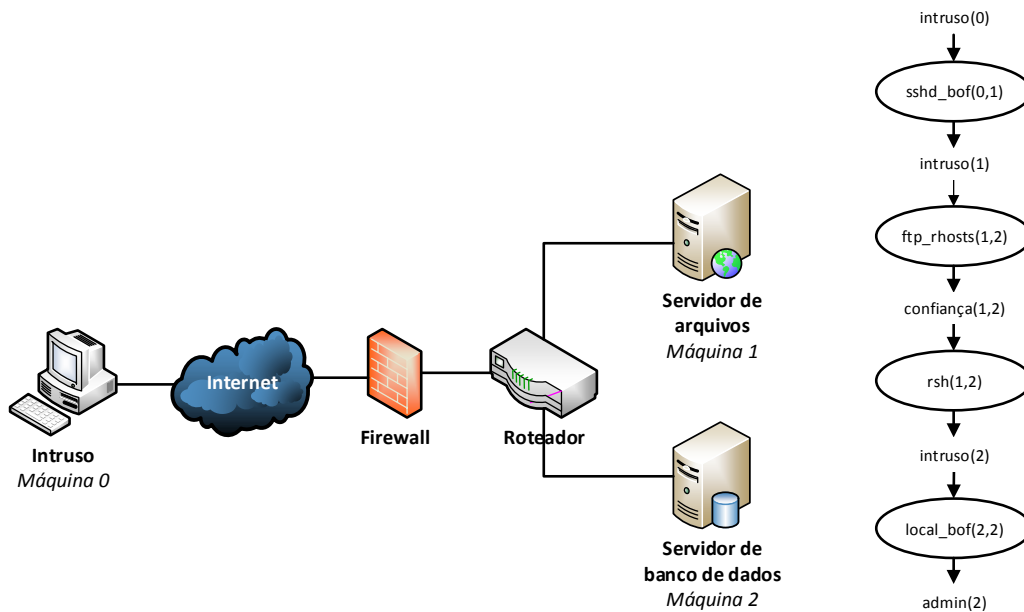 Intruso
Máquina 0
Internet
Firewall
Roteador
Servidor de
arquivos
Máquina 1
Servidor de
banco de dados
Máquina 2
intruso(0)
sshd_bof(0,1)
intruso(1)
ftp_rhosts(1,2)
confiança(1,2)
rsh(1,2)
intruso(2)
local_bof(2,2)
admin(2)